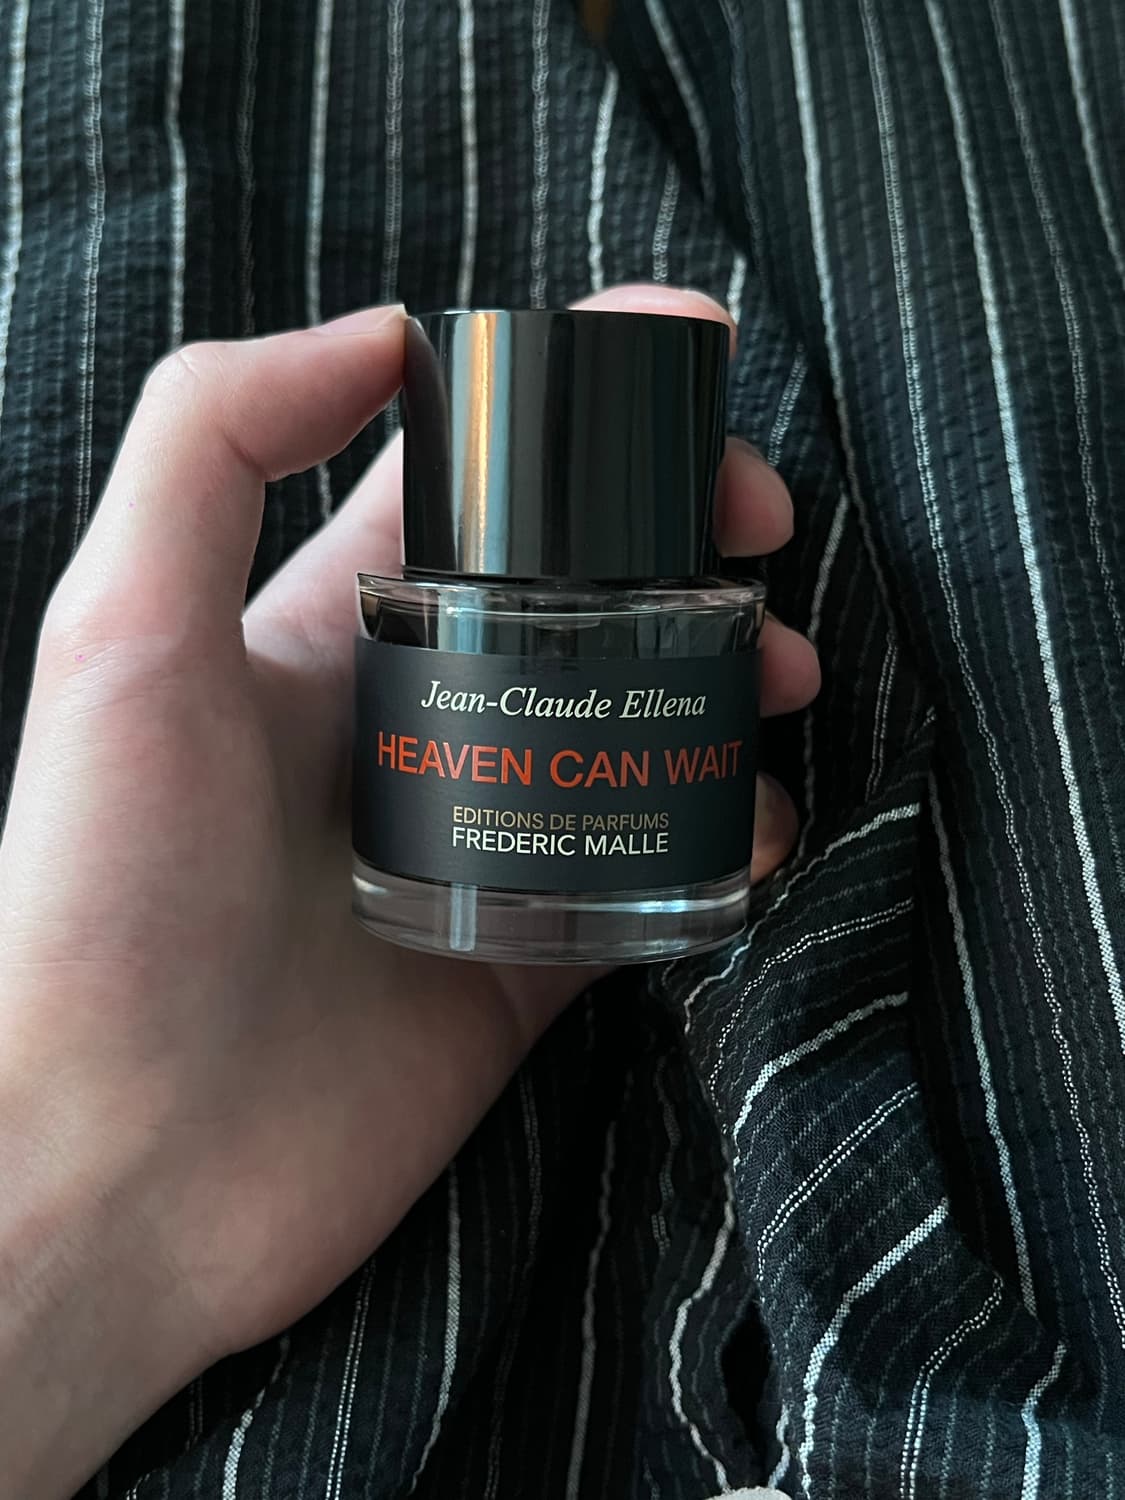 Jean-Claude Ellena
HEAVEN CAN WAIT
EDITIONS DE PARFUMS
FREDERIC MALLE